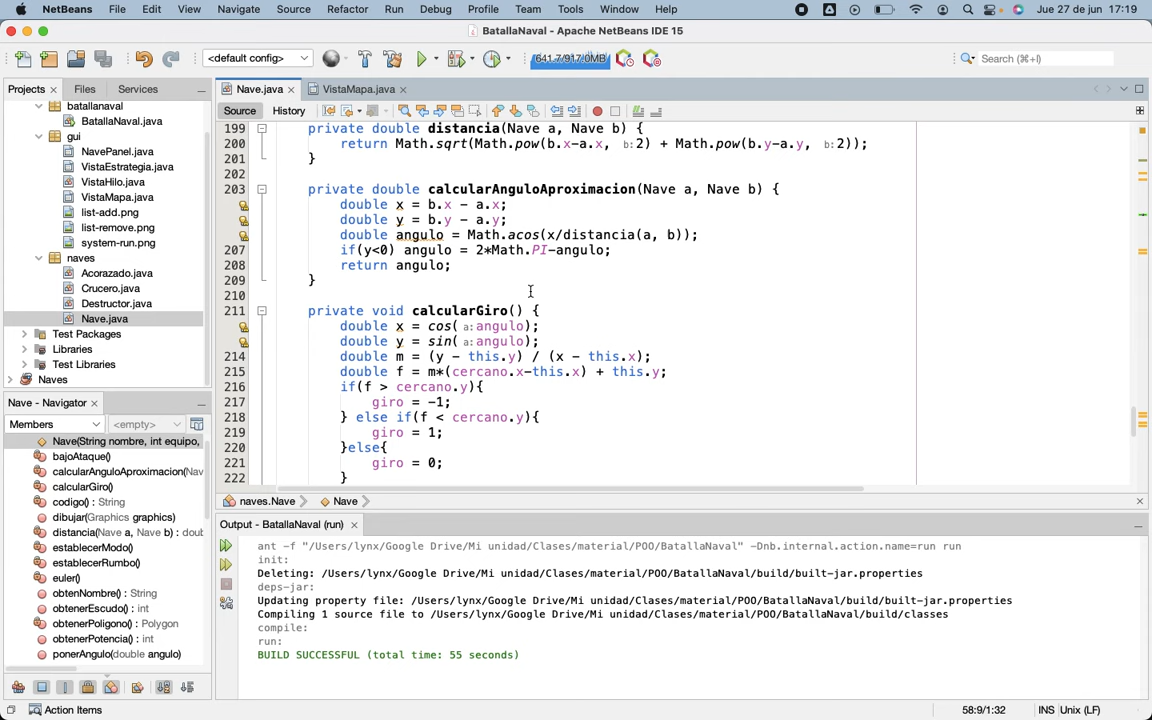 NetBeans File Edit View Navigate Source Refactor Run Debug Profile Team Tools Window Help Jue 27 de jun 17:19
BatallaNaval - Apache NetBeans IDE 15
<default config> 641.7/917.0MB Search (⌘+I)
Projects Files Services Nave.java VistaMapa.java
Source History
batallanaval
BatallaNaval.java
gui
NavePanel.java
VistaEstrategia.java
VistaHilo.java
VistaMapa.java
list-add.png
list-remove.png
system-run.png
naves
Acorazado.java
Crucero.java
Destructor.java
Nave.java
Test Packages
Libraries
Test Libraries
Naves
199 private double distancia(Nave a, Nave b) {
200 return Math.sqrt(Math.pow(b.x-a.x, b:2) + Math.pow(b.y-a.y, b:2));
201 }
202
203 private double calcularAnguloAproximacion(Nave a, Nave b) {
double x = b.x - a.x;
double y = b.y - a.y;
double angulo = Math.acos(x/distancia(a, b));
207 if(y<0) angulo = 2*Math.PI-angulo;
208 return angulo;
209 }
210
211 private void calcularGiro() {
double x = cos( a:angulo);
double y = sin( a:angulo);
214 double m = (y - this.y) / (x - this.x);
215 double f = m*(cercano.x-this.x) + this.y;
216 if(f > cercano.y){
217 giro = -1;
218 } else if(f < cercano.y){
219 giro = 1;
220 }else{
221 giro = 0;
222 }
naves.Nave Nave
Nave - Navigator
Members <empty>
Nave(String nombre, int equipo,
bajoAtaque()
calcularAnguloAproximacion(Nav
calcularGiro()
codigo() : String
dibujar(Graphics graphics)
distancia(Nave a, Nave b) : doub
establecerModo()
establecerRumbo()
euler()
obtenNombre() : String
obtenerEscudo() : int
obtenerPoligono() : Polygon
obtenerPotencia() : int
ponerAngulo(double angulo)
Output - BatallaNaval (run)
ant -f "/Users/lynx/Google Drive/Mi unidad/Clases/material/POO/BatallaNaval" -Dnb.internal.action.name=run run
init:
Deleting: /Users/lynx/Google Drive/Mi unidad/Clases/material/POO/BatallaNaval/build/built-jar.properties
deps-jar:
Updating property file: /Users/lynx/Google Drive/Mi unidad/Clases/material/POO/BatallaNaval/build/built-jar.properties
Compiling 1 source file to /Users/lynx/Google Drive/Mi unidad/Clases/material/POO/BatallaNaval/build/classes
compile:
run:
BUILD SUCCESSFUL (total time: 55 seconds)
Action Items 58:9/1:32 INS Unix (LF)